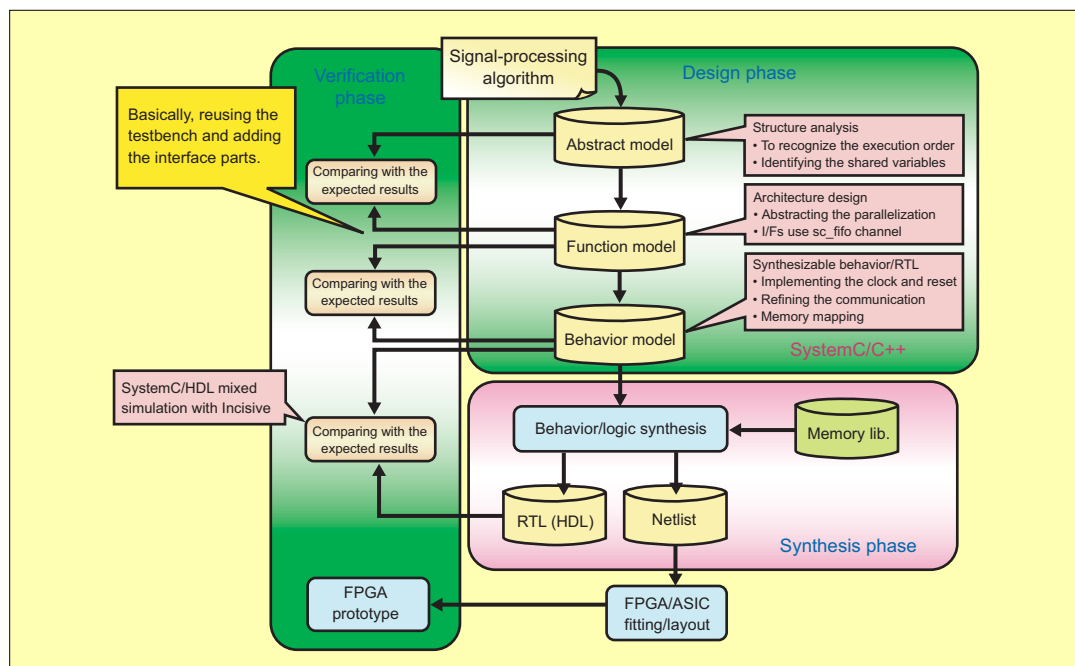 Signal-processing
algorithm
Verification
phase
Design phase
Basically, reusing the
testbench and adding
the interface parts.
Abstract model
Structure analysis
• To recognize the execution order
• Identifying the shared variables
Comparing with the
expected results
Architecture design
• Abstracting the parallelization
• I/Fs use sc_fifo channel
Function model
Synthesizable behavior/RTL
• Implementing the clock and reset
• Refining the communication
• Memory mapping
Comparing with the
expected results
Behavior model
SystemC/C++
SystemC/HDL mixed
simulation with Incisive
Comparing with the
expected results
Behavior/logic synthesis
Memory lib.
RTL (HDL)
Netlist
Synthesis phase
FPGA
prototype
FPGA/ASIC
fitting/layout